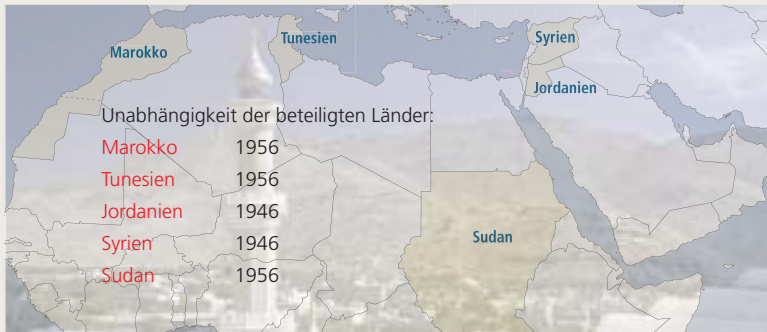 Marokko
Tunesien
Syrien
Jordanien
Unabhängigkeit der beteiligten Länder:
Marokko 1956
Tunesien 1956
Jordanien 1946
Syrien 1946
Sudan 1956
Sudan